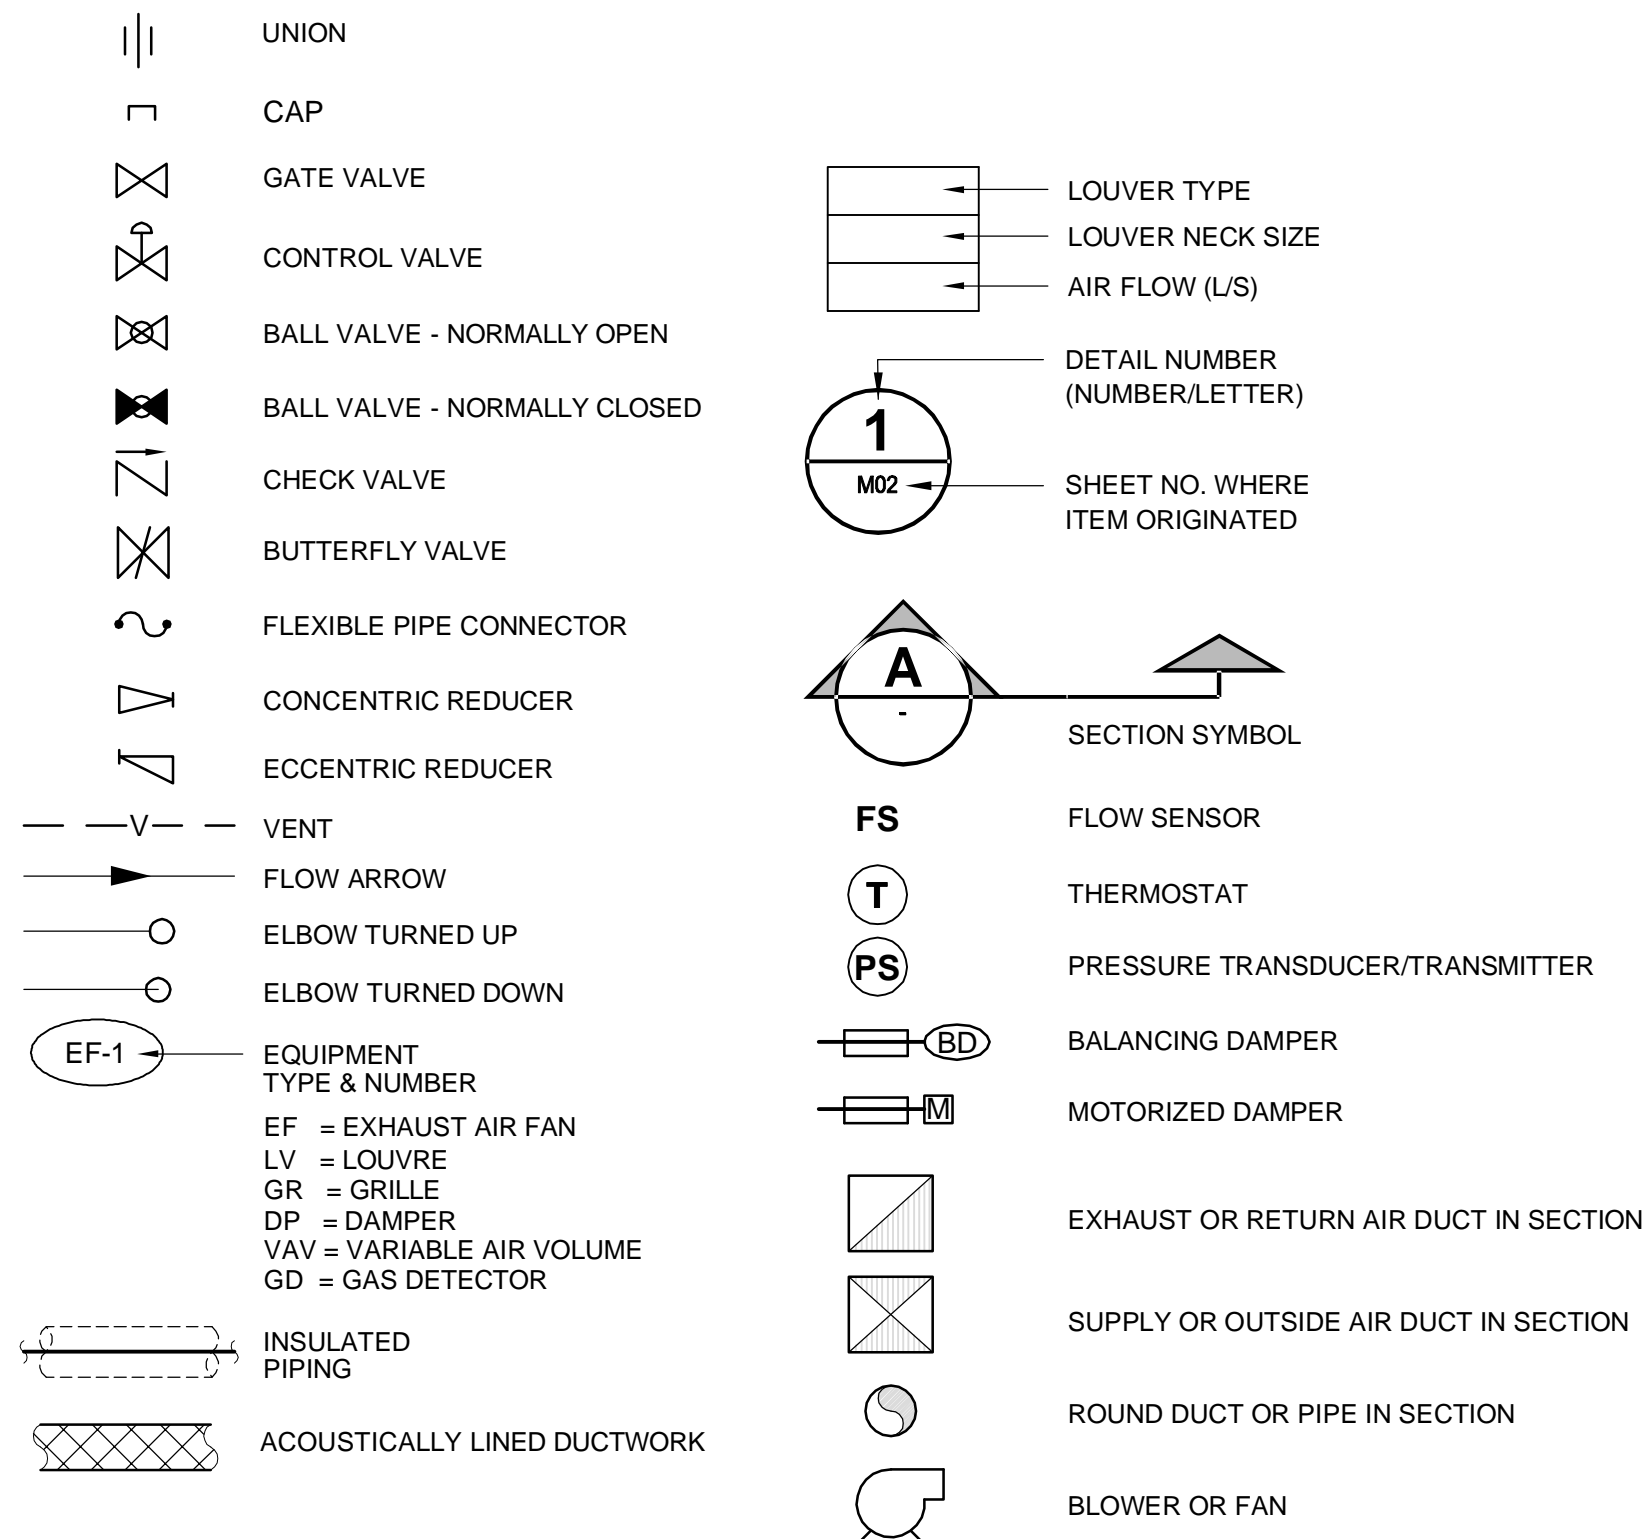 UNION
CAP
GATE VALVE
CONTROL VALVE
BALL VALVE - NORMALLY OPEN
BALL VALVE - NORMALLY CLOSED
CHECK VALVE
BUTTERFLY VALVE
FLEXIBLE PIPE CONNECTOR
CONCENTRIC REDUCER
ECCENTRIC REDUCER
V VENT
FLOW ARROW
ELBOW TURNED UP
ELBOW TURNED DOWN
EF-1 EQUIPMENT
TYPE & NUMBER
EF = EXHAUST AIR FAN
LV = LOUVRE
GR = GRILLE
DP = DAMPER
VAV = VARIABLE AIR VOLUME
GD = GAS DETECTOR
INSULATED
PIPING
ACOUSTICALLY LINED DUCTWORK
LOUVER TYPE
LOUVER NECK SIZE
AIR FLOW (L/S)
DETAIL NUMBER
(NUMBER/LETTER)
1
M02 SHEET NO. WHERE
ITEM ORIGINATED
A
-
SECTION SYMBOL
FS FLOW SENSOR
T THERMOSTAT
PS PRESSURE TRANSDUCER/TRANSMITTER
BD BALANCING DAMPER
M MOTORIZED DAMPER
EXHAUST OR RETURN AIR DUCT IN SECTION
SUPPLY OR OUTSIDE AIR DUCT IN SECTION
ROUND DUCT OR PIPE IN SECTION
BLOWER OR FAN